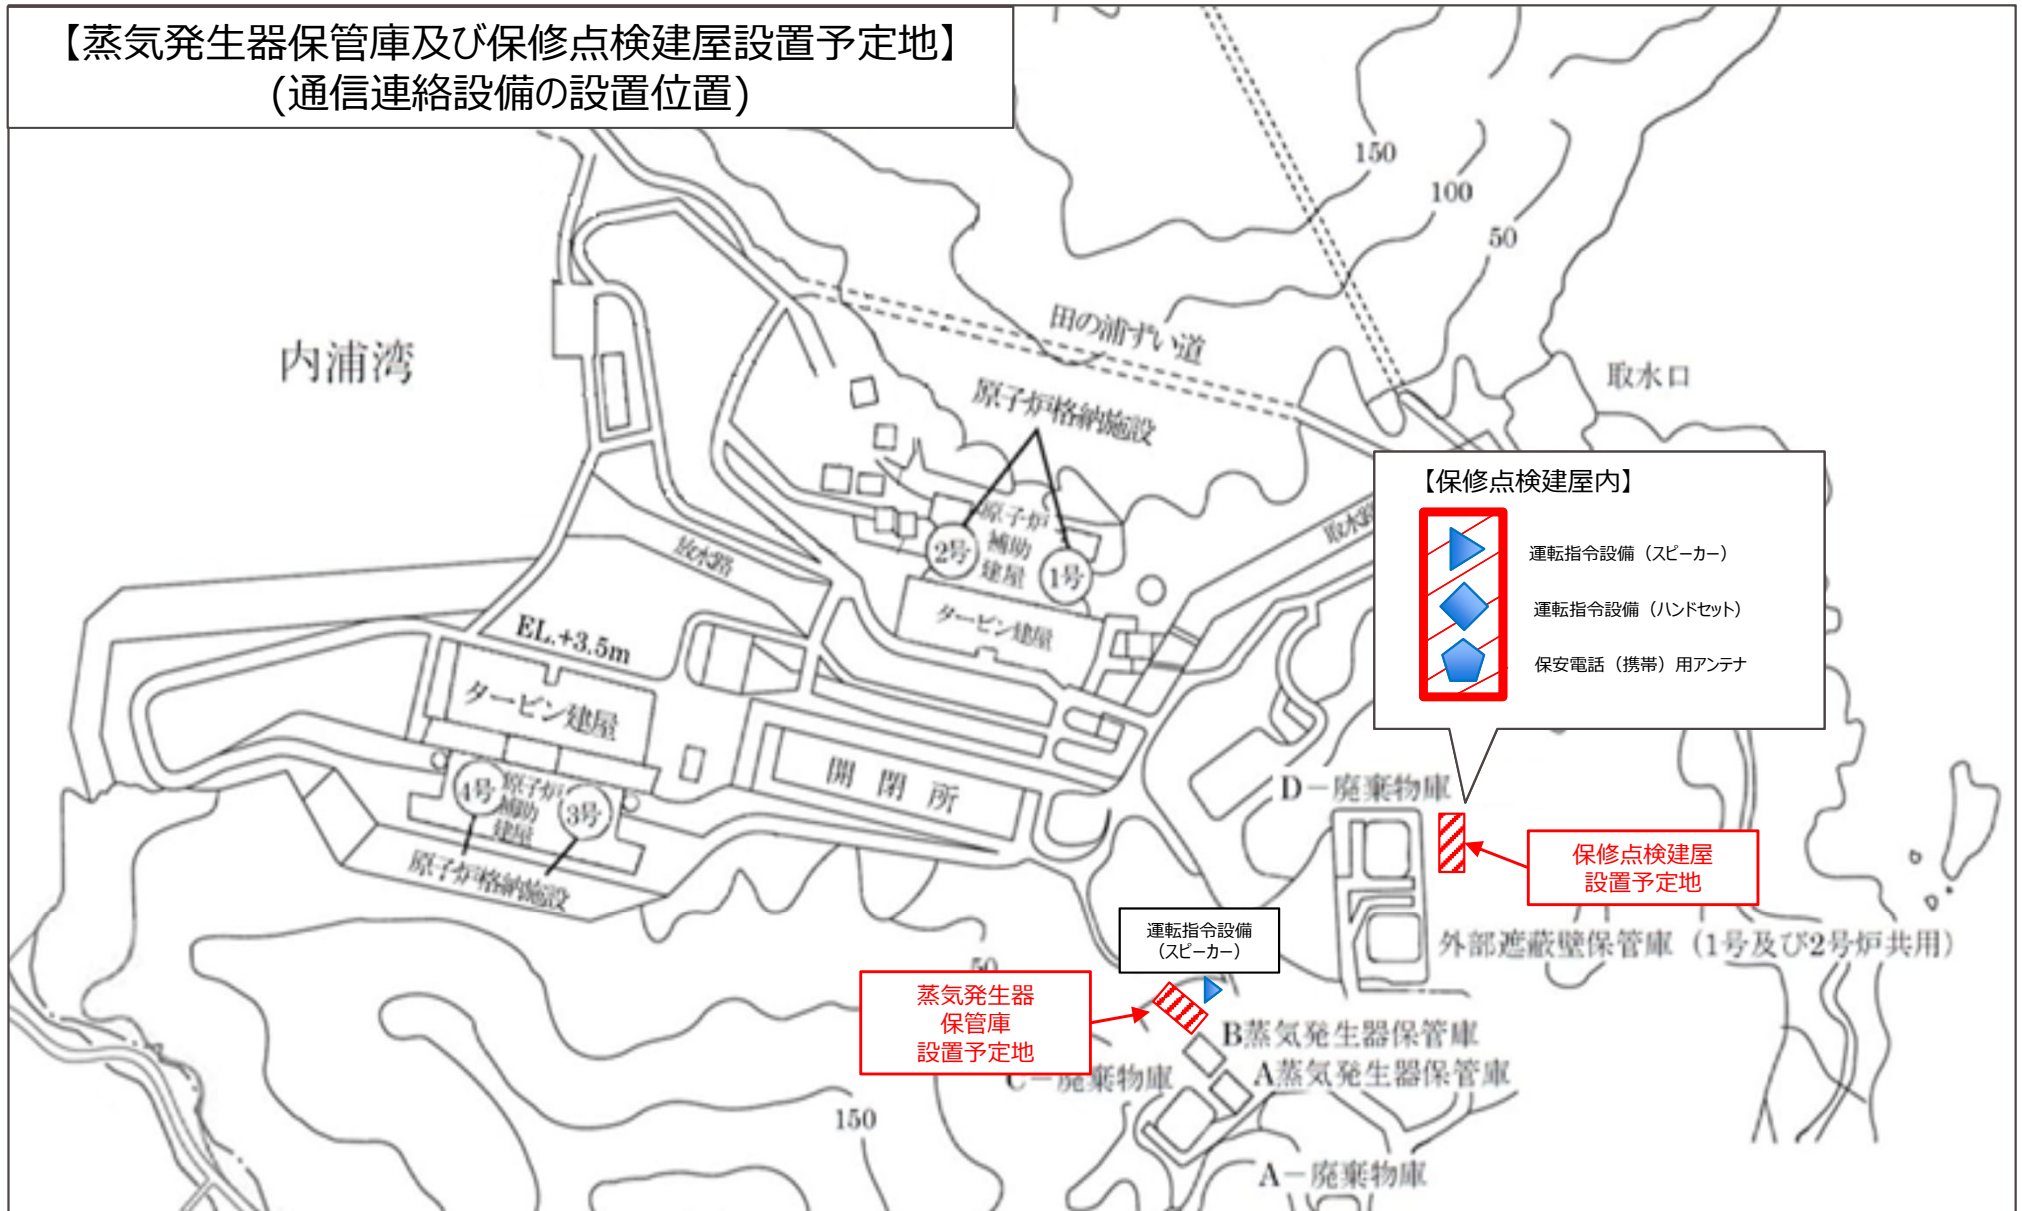 【蒸気発生器保管庫及び保修点検建屋設置予定地】
(通信連絡設備の設置位置)
150
100
50
田の浦ずい道
内浦湾
取水口
原子炉格納施設
【保修点検建屋内】
運転指令設備（スピーカー）
運転指令設備（ハンドセット）
保安電話（携帯）用アンテナ
取水路
原子炉
補助
建屋
2号
1号
放水路
タービン建屋
EL.+3.5m
タービン建屋
開閉所
4号
原子炉
補助
建屋
3号
原子炉格納施設
D－廃棄物庫
保修点検建屋
設置予定地
外部遮蔽壁保管庫（1号及び2号炉共用）
運転指令設備
（スピーカー）
50
蒸気発生器
保管庫
設置予定地
B蒸気発生器保管庫
A蒸気発生器保管庫
C－廃棄物庫
150
A－廃棄物庫